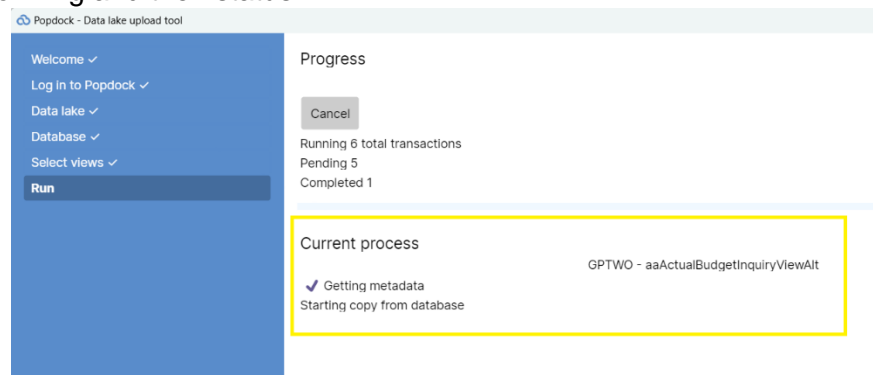 Popdock - Data lake upload tool
Welcome ✓
Log in to Popdock ✓
Data lake ✓
Database ✓
Select views ✓
Run
Progress
Cancel
Running 6 total transactions
Pending 5
Completed 1
Current process
GPTWO - aaActualBudgetInquiryViewAlt
✓ Getting metadata
Starting copy from database